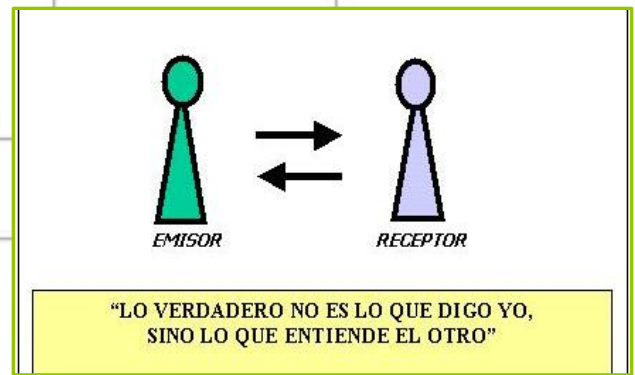 EMISOR RECEPTOR
“LO VERDADERO NO ES LO QUE DIGO YO,
SINO LO QUE ENTIENDE EL OTRO”